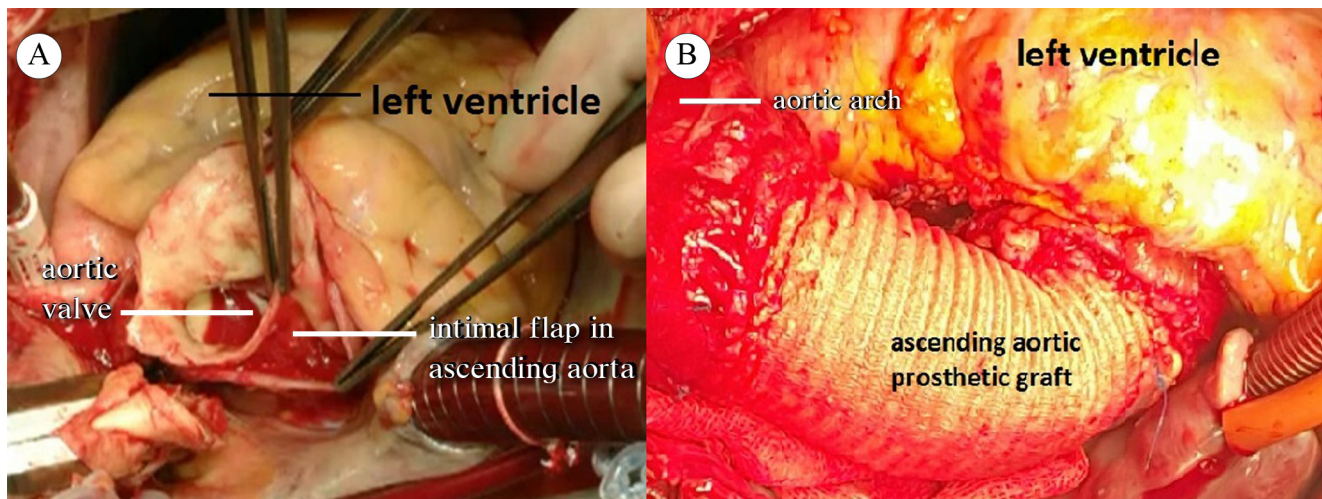 A
left ventricle
aortic
valve
intimal flap in
ascending aorta
B
left ventricle
aortic arch
ascending aortic
prosthetic graft